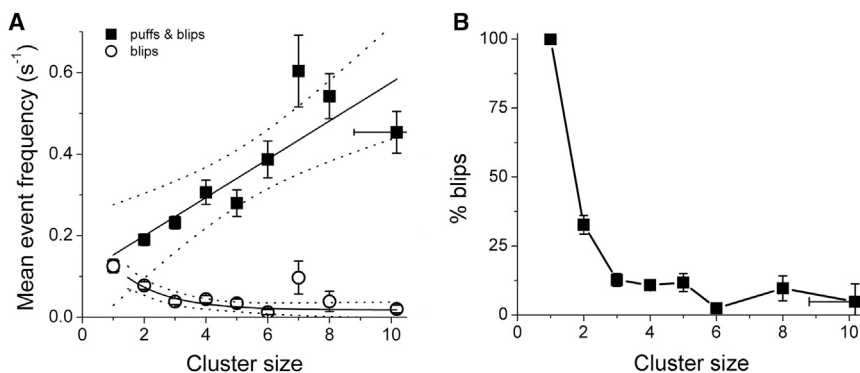 A
puffs & blips
blips
Mean event frequency (s⁻¹)
0.6
0.4
0.2
0.0
0 2 4 6 8 10
Cluster size
B
% blips
100
75
50
25
0
0 2 4 6 8 10
Cluster size